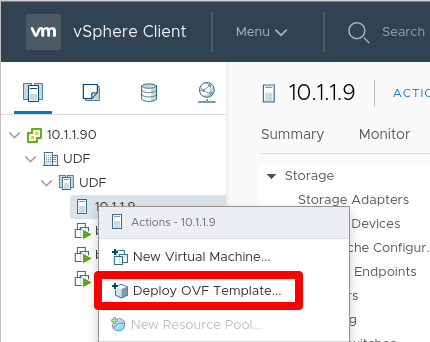 vm vSphere Client Menu Search
10.1.1.9 ACTIO
Summary Monitor
10.1.1.90
UDF
UDF
10.1.1.9
Actions - 10.1.1.9
New Virtual Machine...
Deploy OVF Template...
New Resource Pool...
Storage
Storage Adapters
Devices
che Configur...
Endpoints
rs